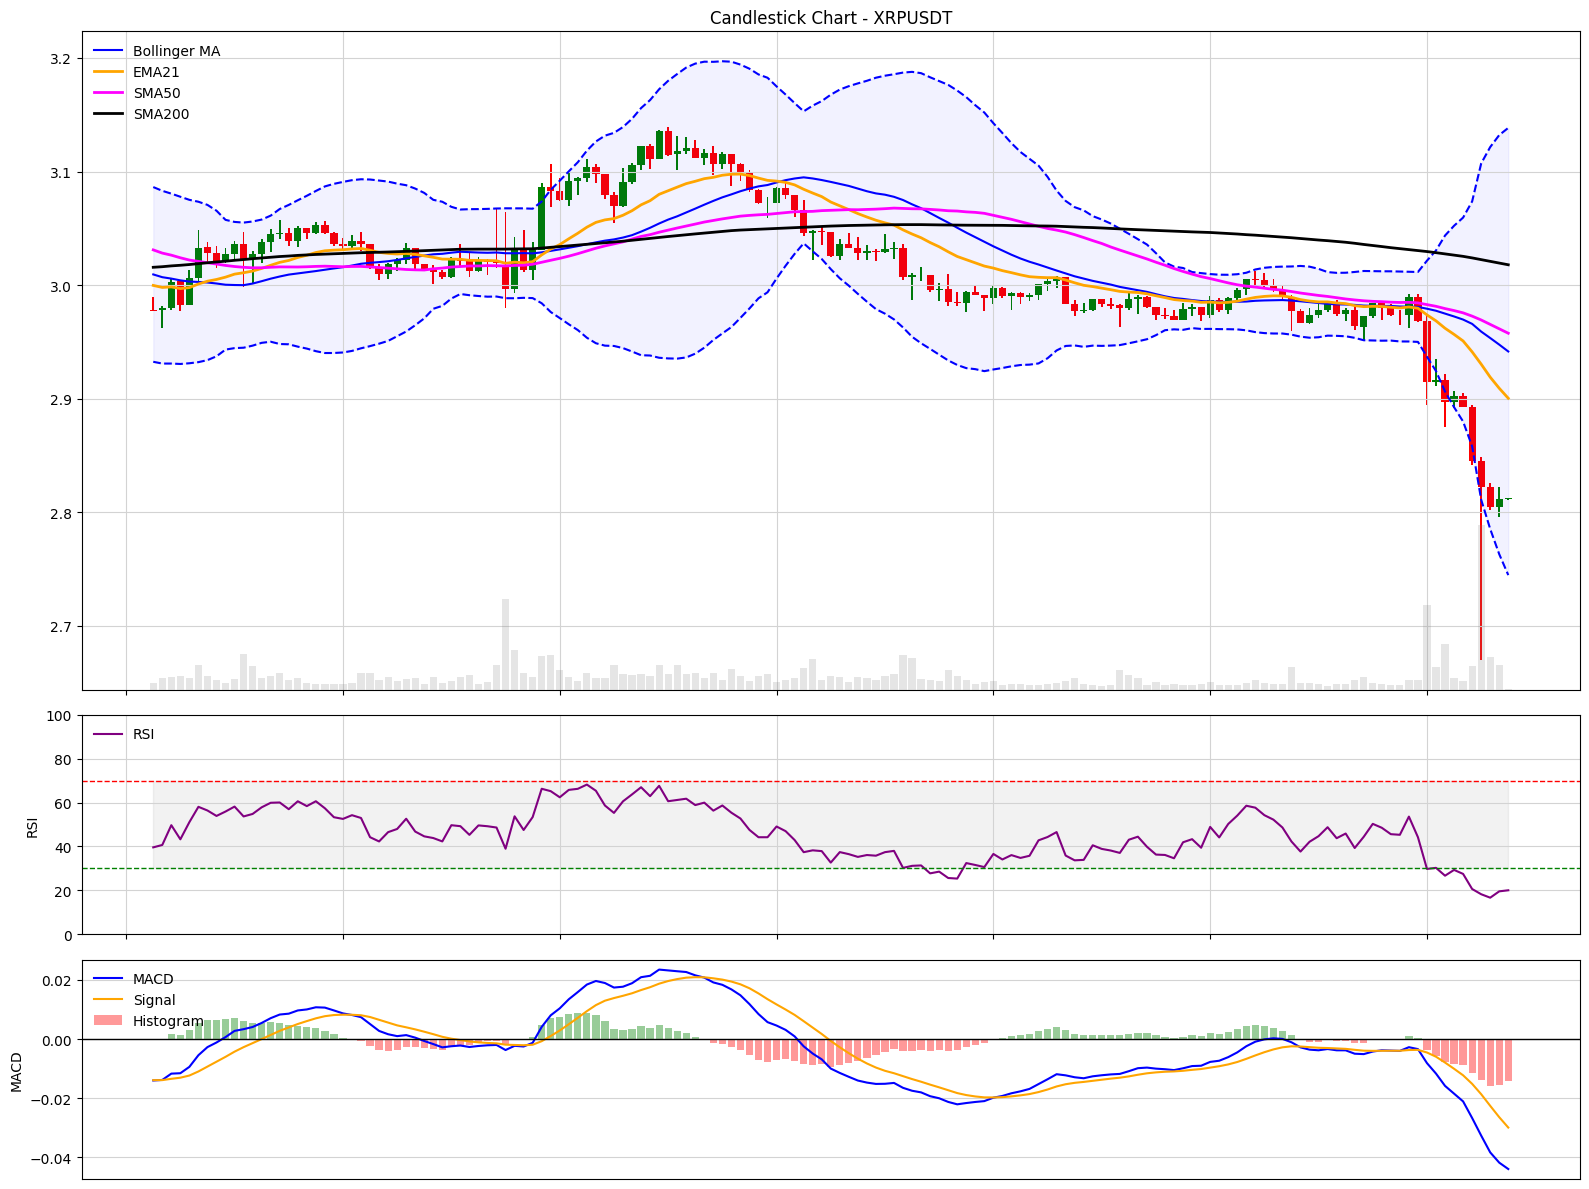 Candlestick Chart - XRPUSDT
Bollinger MA
EMA21
SMA50
SMA200
3.2
3.1
3.0
2.9
2.8
2.7
RSI
100
80
60
40
20
0
RSI
MACD
Signal
Histogram
0.02
0.00
−0.02
−0.04
MACD